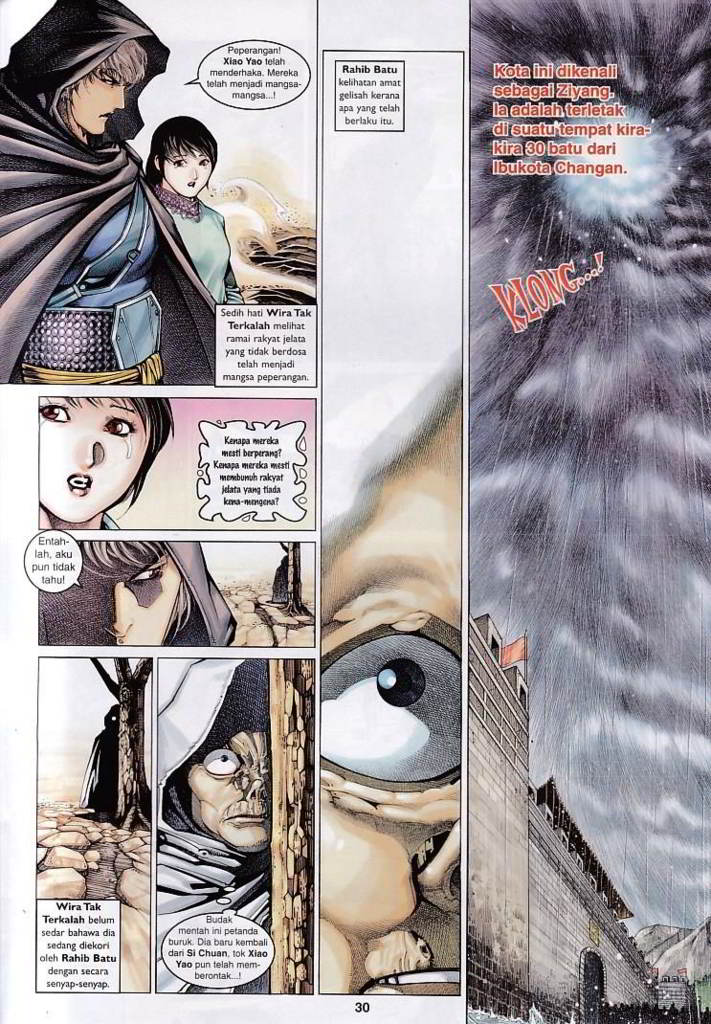 Peperangan!
Xiao Yao telah
menderhaka. Mereka
telah menjadi mangsa-
mangsa...!
Sedih hati Wira Tak
Terkalah melihat
ramai rakyat jelata
yang tidak berdosa
telah menjadi
mangsa peperangan.
Kenapa mereka
mesti berperang?
Kenapa mereka mesti
membunuh rakyat
jelata yang tiada
kena-mengena?
Entah-
lah, aku
pun tidak
tahu!
Wira Tak
Terkalah belum
sedar bahawa dia
sedang diekori
oleh Rahib Batu
dengan secara
senyap-senyap.
Budak
mentah ini petanda
buruk. Dia baru kembali
dari Si Chuan, tok Xiao
Yao pun telah mem-
berontak...!
Rahib Batu
kelihatan amat
gelisah kerana
apa yang telah
berlaku itu.
Kota ini dikenali
sebagai Ziyang.
Ia adalah terletak
di suatu tempat kira-
kira 30 batu dari
Ibukota Changan.
KLONG...!
30